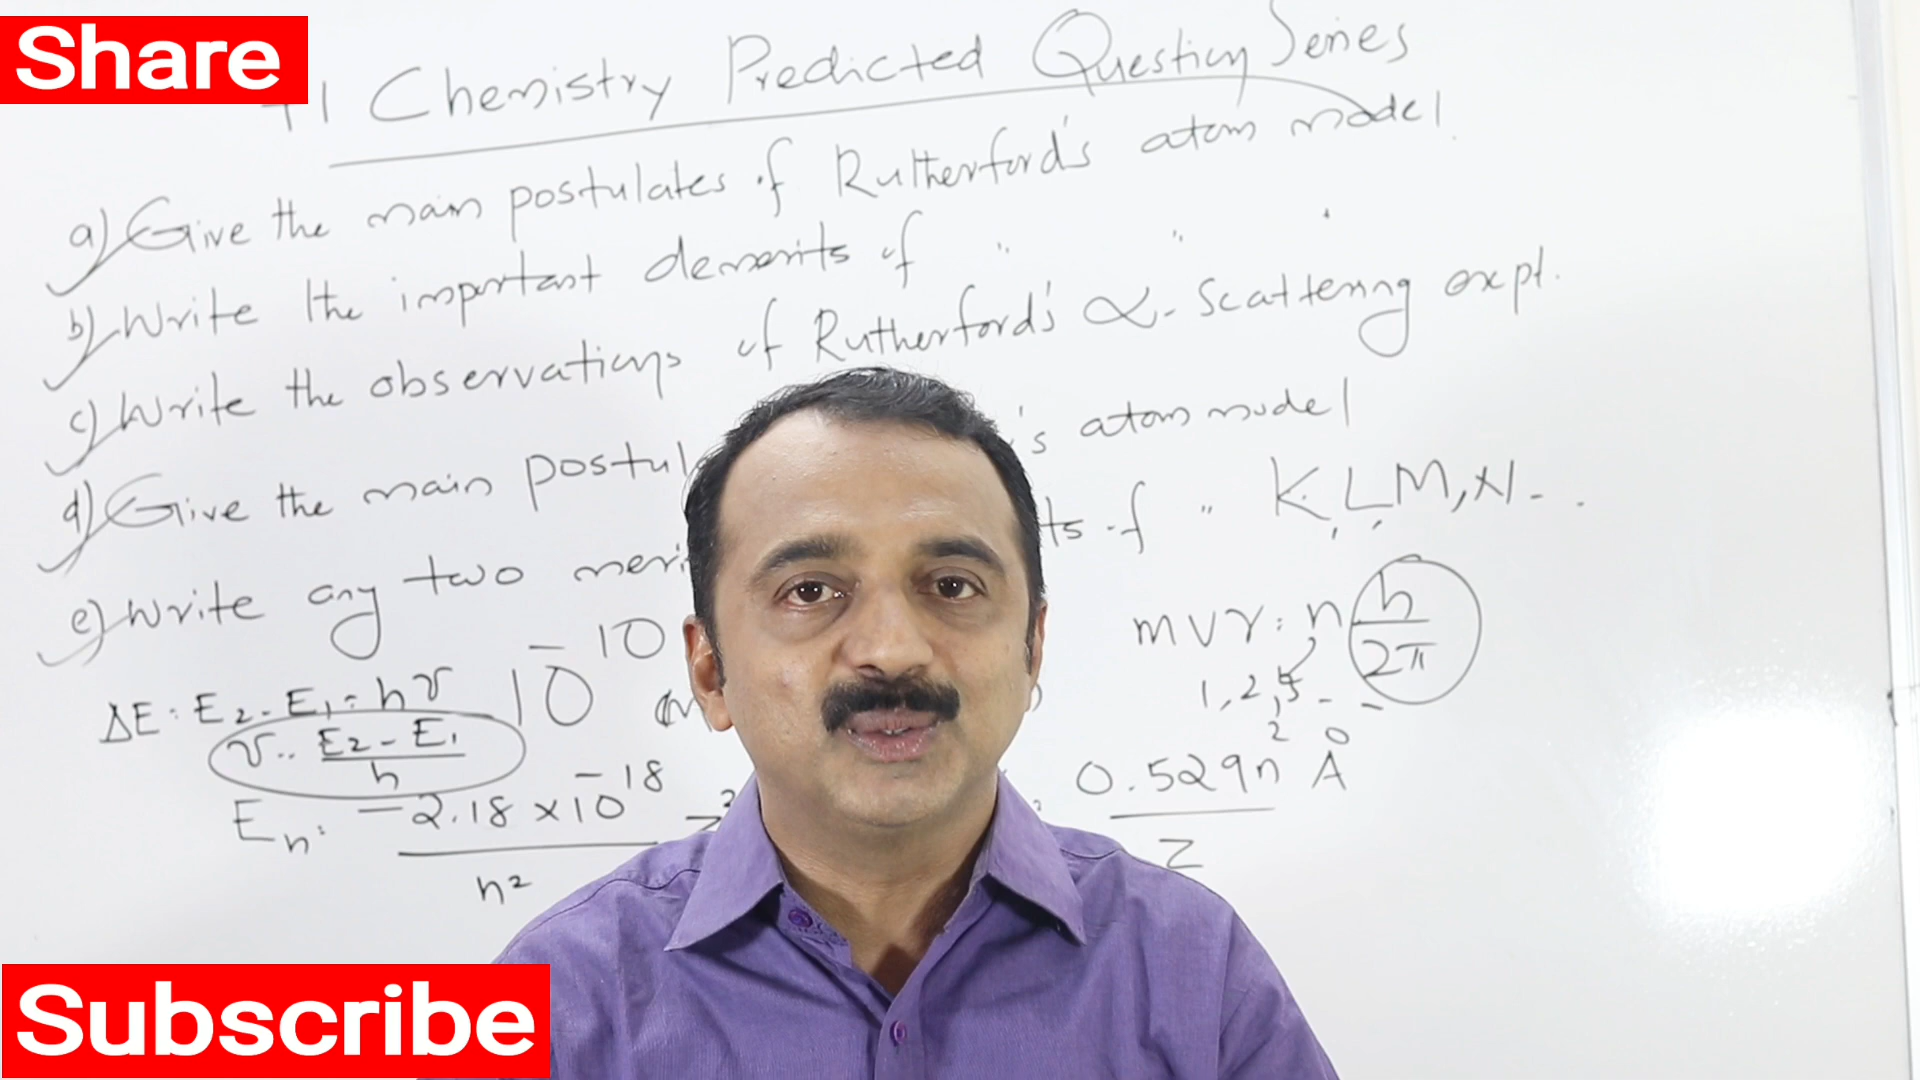 Share
+1 Chemistry Predicted Question Series
a) Give the main postulates of Rutherford's atom model.
b) Write the important demerits of " "
c) Write the observations of Rutherford's α-scattering expt.
d) Give the main postul 's atom model
e) Write any two meri ts of " K, L, M, N - . .
10⁻¹⁰
mvr = n h/2π
1, 2, 3, - -
ΔE = E₂ - E₁ = hν
ν = E₂ - E₁ / h
Eₙ = -2.18 × 10⁻¹⁸ / n²
0.529 n² Å / Z
Subscribe